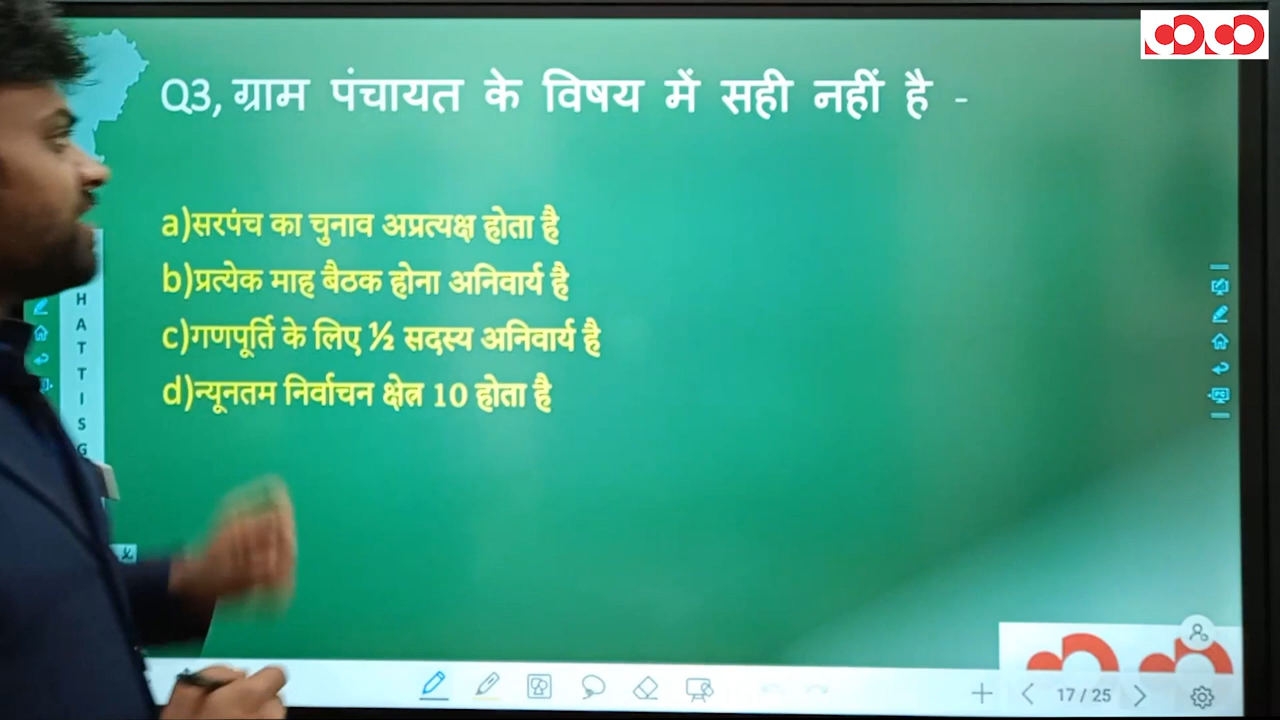 Q3, ग्राम पंचायत के विषय में सही नहीं है -
a)सरपंच का चुनाव अप्रत्यक्ष होता है
b)प्रत्येक माह बैठक होना अनिवार्य है
c)गणपूर्ति के लिए ½ सदस्य अनिवार्य है
d)न्यूनतम निर्वाचन क्षेत्र 10 होता है
H
A
T
T
I
S
G
17 / 25